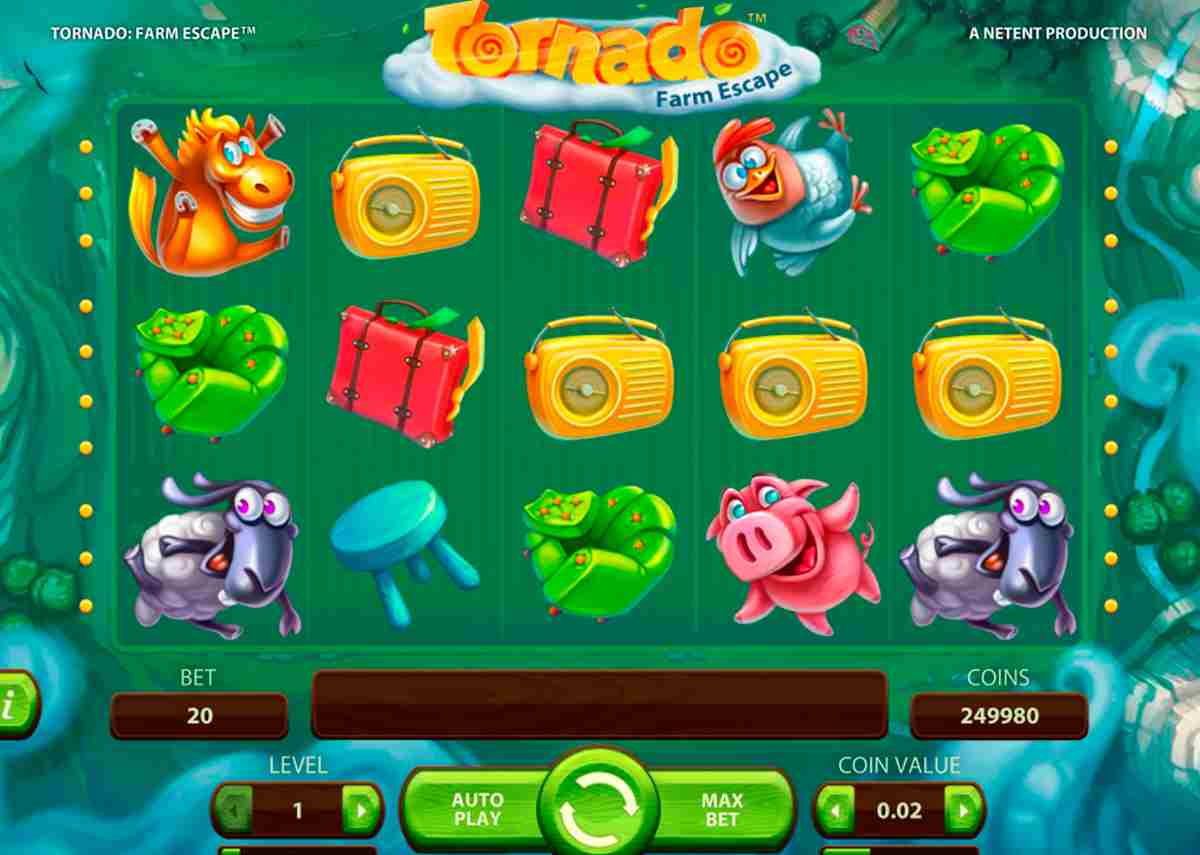 TORNADO: FARM ESCAPE™
Tornado™
Farm Escape
A NETENT PRODUCTION
BET
20
COINS
249980
i
LEVEL
1
AUTO
PLAY
MAX
BET
COIN VALUE
0.02